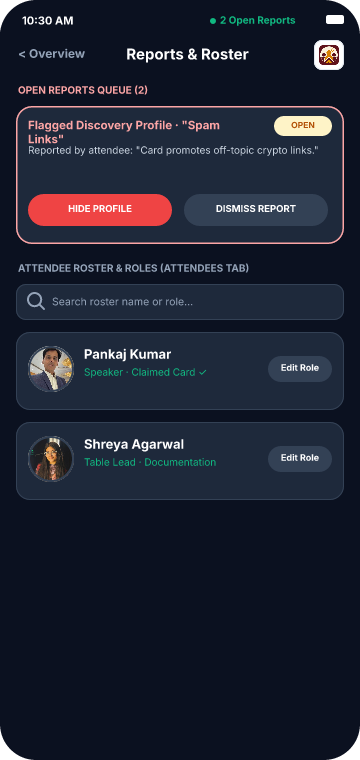 10:30 AM
2 Open Reports
< Overview
Reports & Roster
OPEN REPORTS QUEUE (2)
Flagged Discovery Profile · "Spam
Links"
OPEN
Reported by attendee: "Card promotes off-topic crypto links."
HIDE PROFILE
DISMISS REPORT
ATTENDEE ROSTER & ROLES (ATTENDEES TAB)
Search roster name or role...
Pankaj Kumar
Speaker · Claimed Card ✓
Edit Role
Shreya Agarwal
Table Lead · Documentation
Edit Role